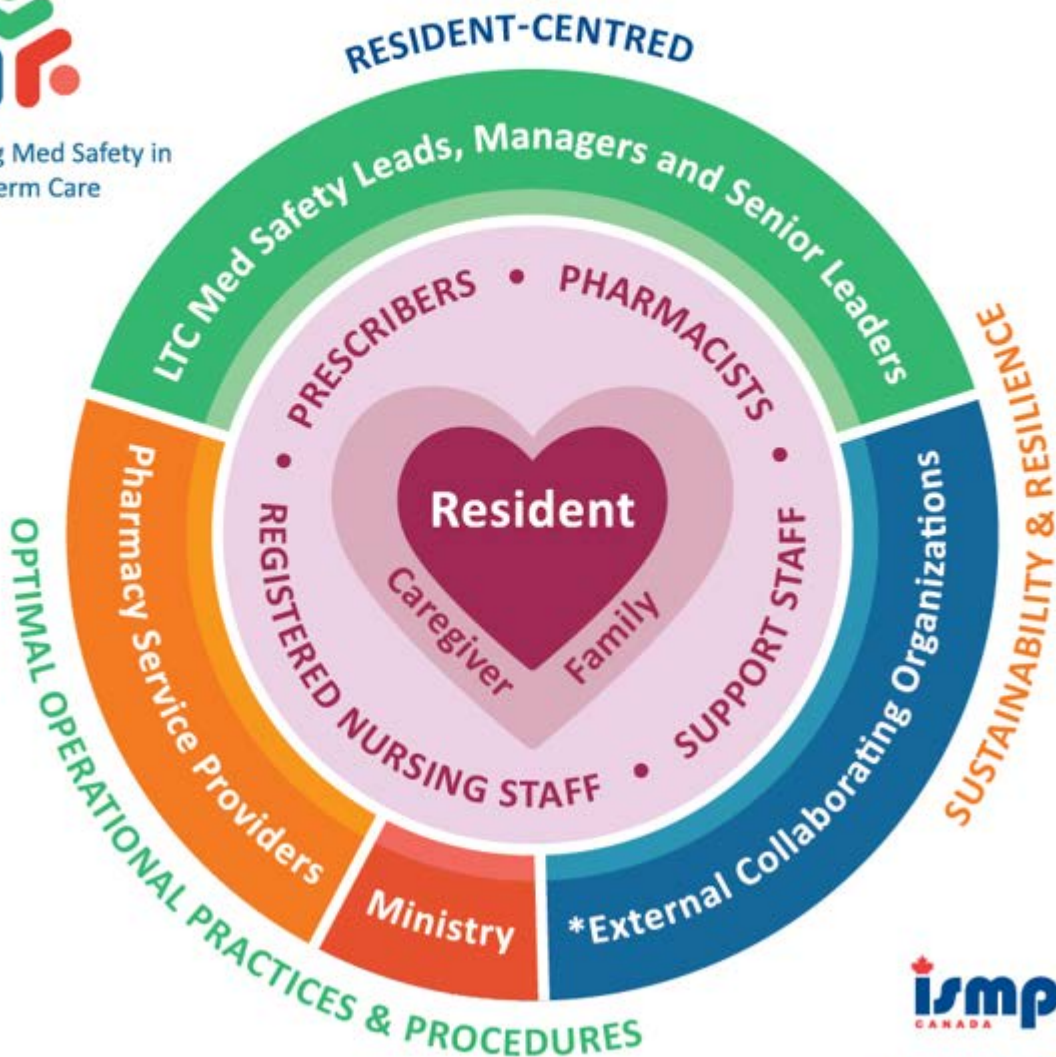 RESIDENT-CENTRED
Med Safety in
Care
LTC Med Safety Leads, Managers and Senior Leaders
PRESCRIBERS • PHARMACISTS •
SUPPORT STAFF •
REGISTERED NURSING STAFF •
Resident
Caregiver
Family
Pharmacy Service Providers
Ministry
*External Collaborating Organizations
SUSTAINABILITY & RESILIENCE
OPTIMAL OPERATIONAL PRACTICES & PROCEDURES
ismp
CANADA